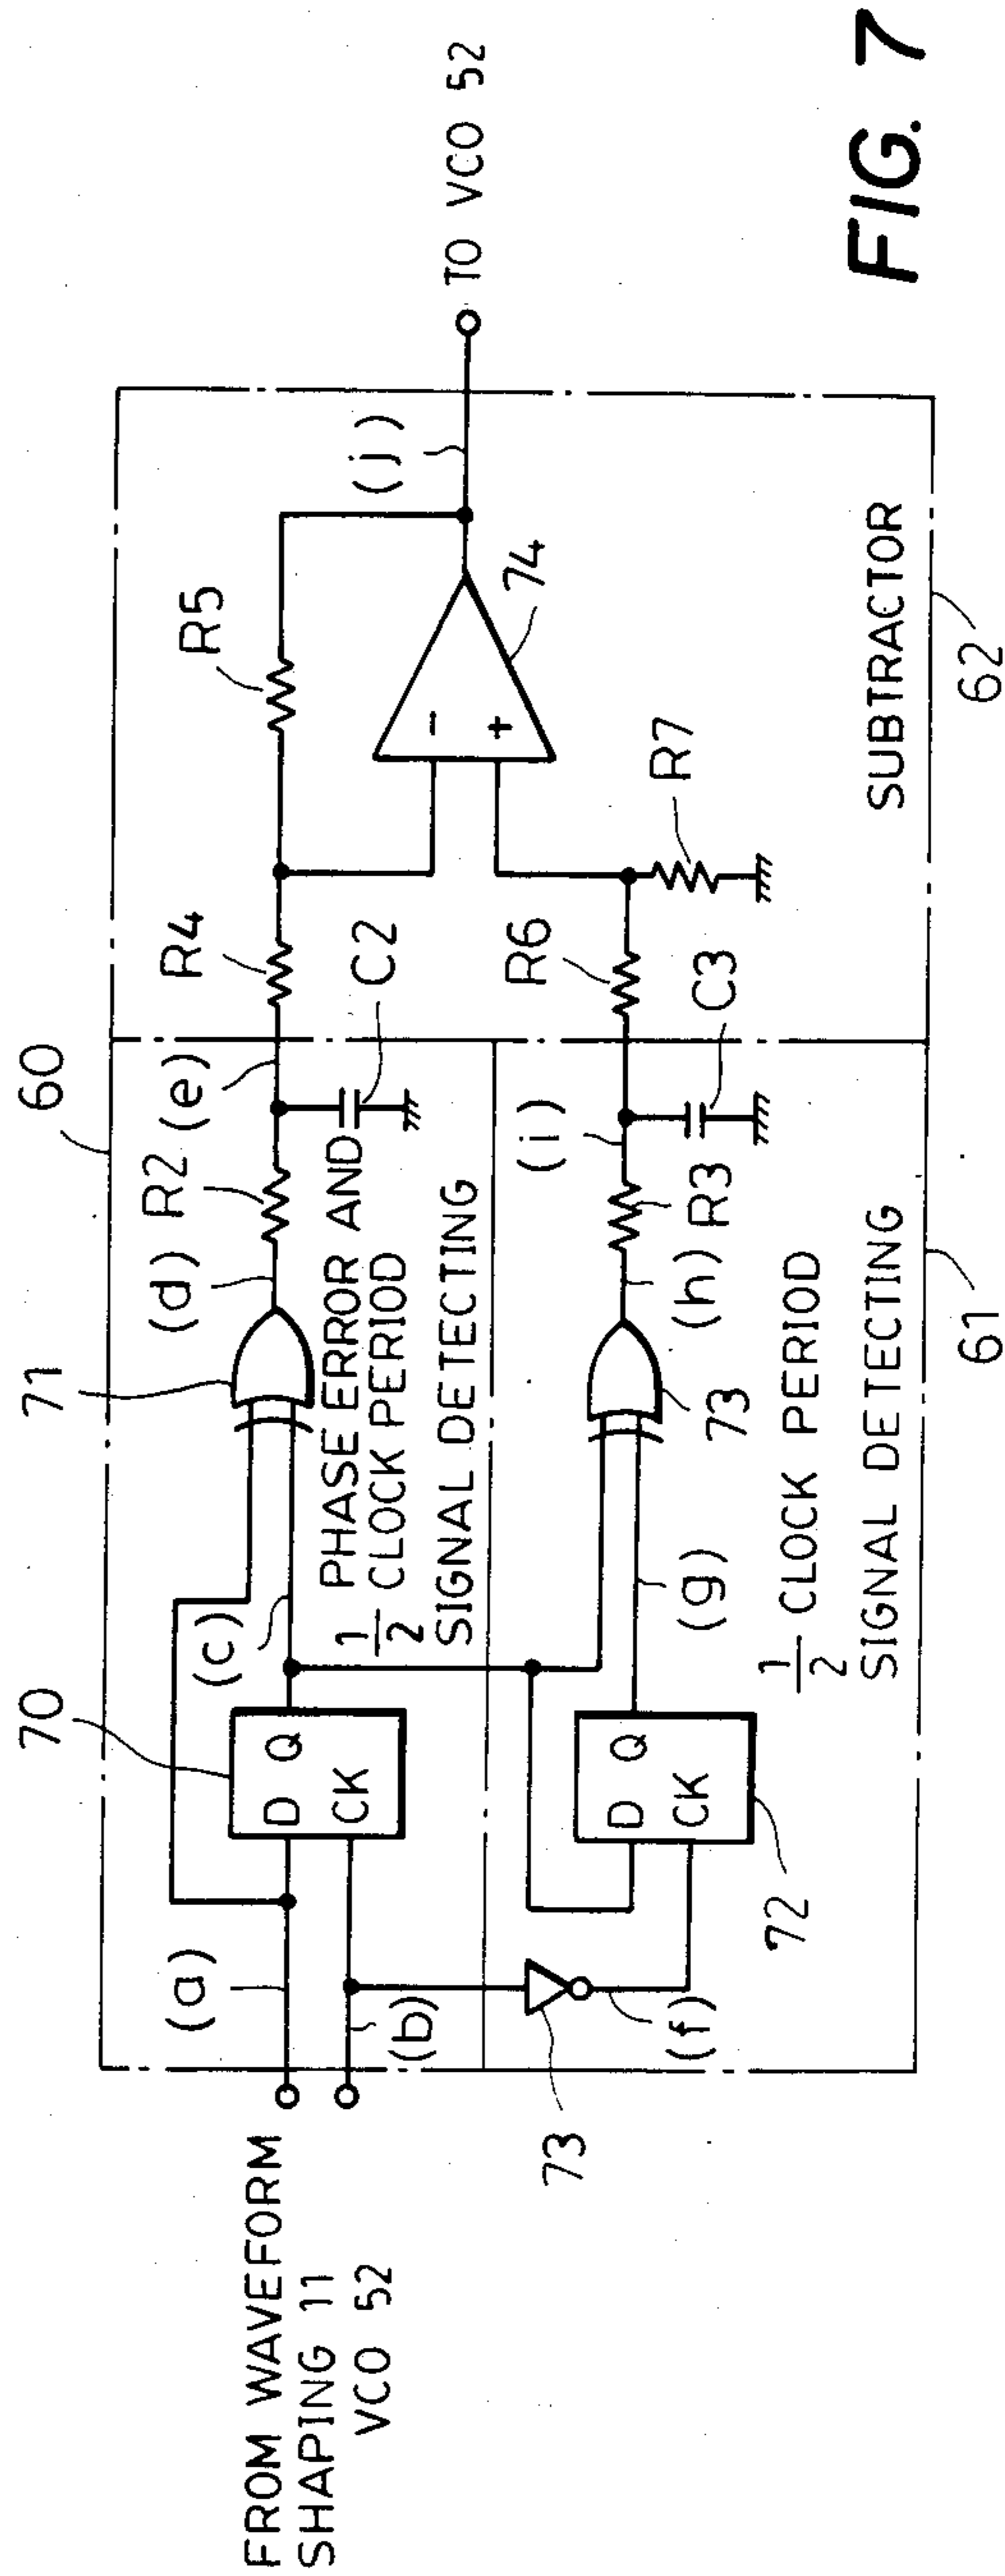 FROM WAVEFORM
SHAPING 11
VCO 52
(a)
(b)
70
D Q
CK
(c)
71
(d)
R2
(e)
60
PHASE ERROR AND
1/2 CLOCK PERIOD
SIGNAL DETECTING
C2
R4
R5
(j)
TO VCO 52
-
+
74
73
(f)
D Q
CK
72
(g)
73
(h)
R3
(i)
C3
R6
R7
1/2 CLOCK PERIOD
SIGNAL DETECTING
61
SUBTRACTOR
62
FIG. 7